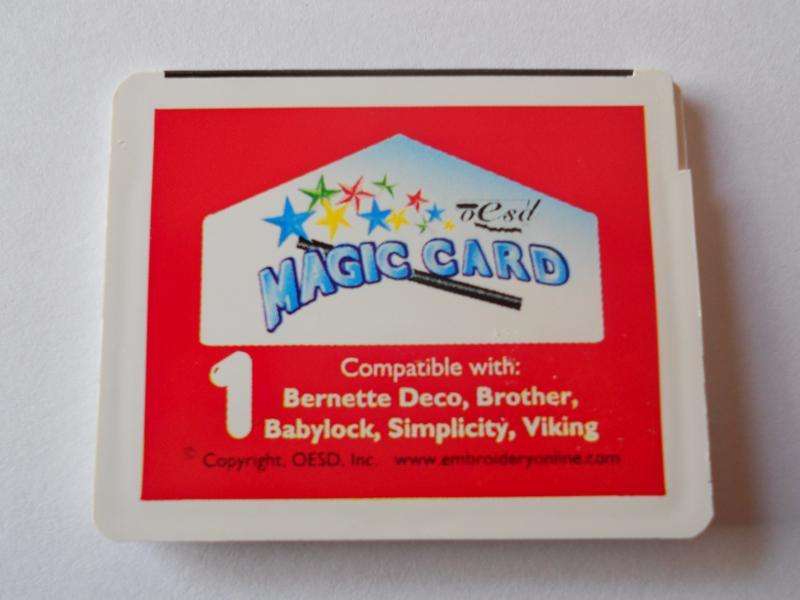 oesd
MAGIC CARD
1
Compatible with:
Bernette Deco, Brother,
Babylock, Simplicity, Viking
© Copyright, OESD, Inc. www.embroideryonline.com